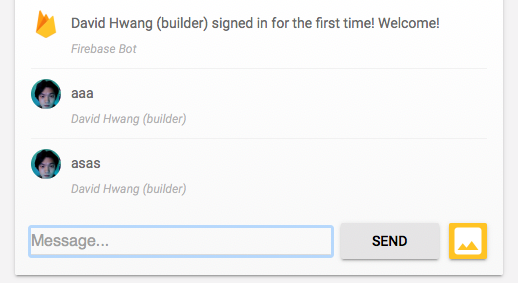 David Hwang (builder) signed in for the first time! Welcome!
Firebase Bot
aaa
David Hwang (builder)
asas
David Hwang (builder)
Message... SEND